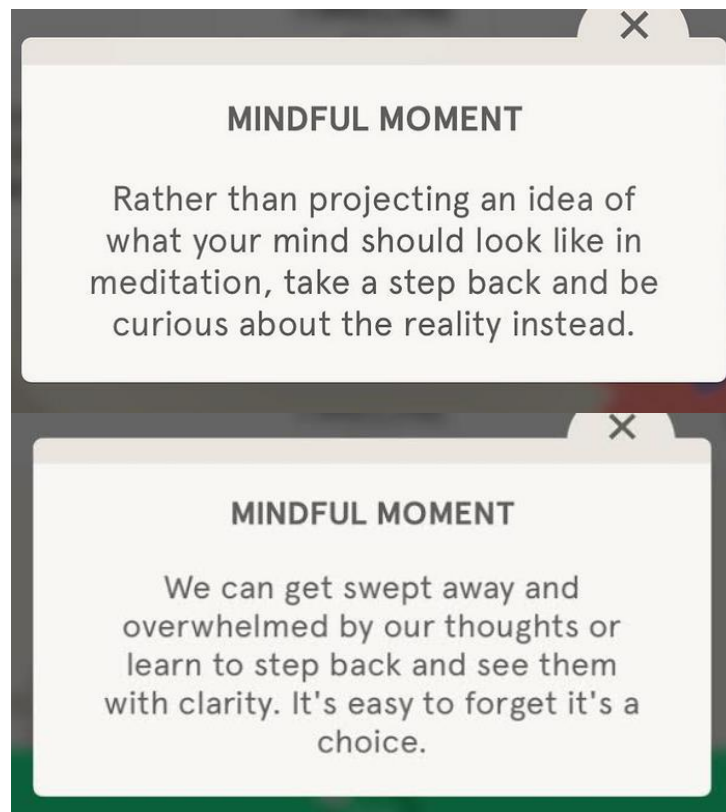 MINDFUL MOMENT
Rather than projecting an idea of
what your mind should look like in
meditation, take a step back and be
curious about the reality instead.
MINDFUL MOMENT
We can get swept away and
overwhelmed by our thoughts or
learn to step back and see them
with clarity. It's easy to forget it's a
choice.